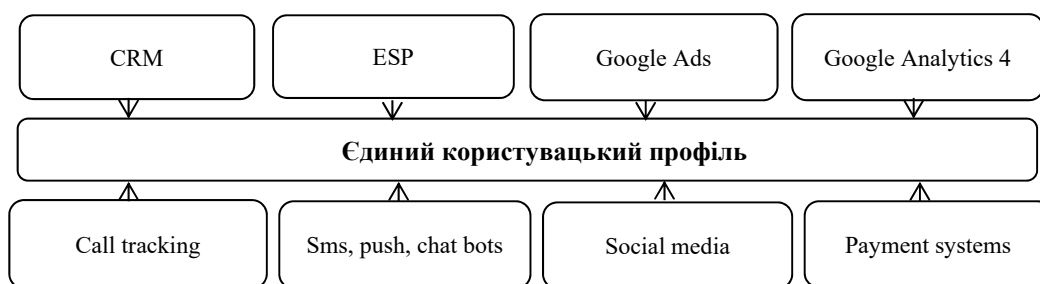 CRM
ESP
Google Ads
Google Analytics 4
Єдиний користувацький профіль
Call tracking
Sms, push, chat bots
Social media
Payment systems